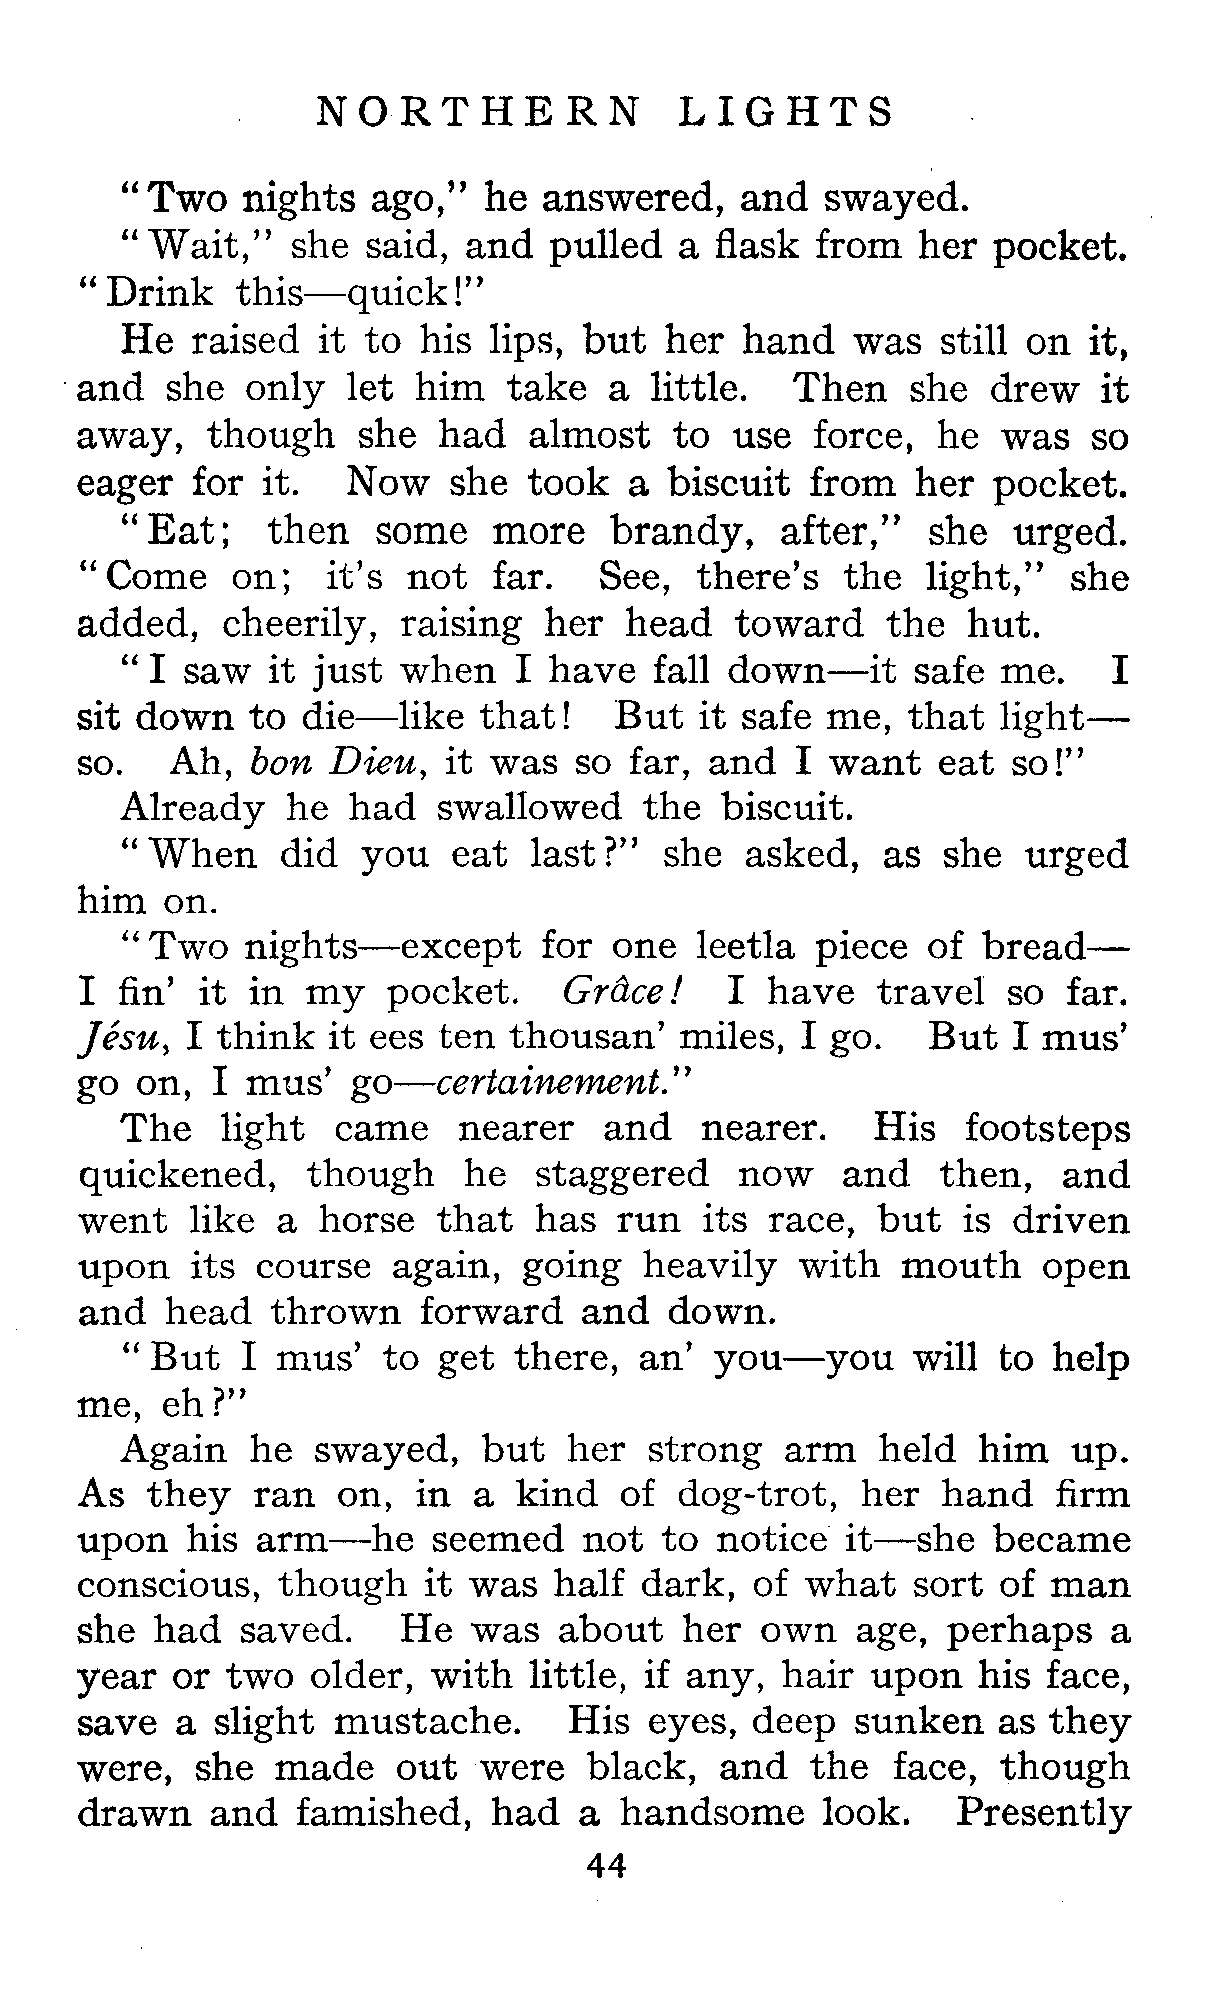 NORTHERN LIGHTS
"Two nights ago," he answered, and swayed.
"Wait," she said, and pulled a flask from her pocket.
"Drink this—quick!"
He raised it to his lips, but her hand was still on it,
and she only let him take a little. Then she drew it
away, though she had almost to use force, he was so
eager for it. Now she took a biscuit from her pocket.
"Eat; then some more brandy, after," she urged.
"Come on; it's not far. See, there's the light," she
added, cheerily, raising her head toward the hut.
"I saw it just when I have fall down—it safe me. I
sit down to die—like that! But it safe me, that light—
so. Ah, bon Dieu, it was so far, and I want eat so!"
Already he had swallowed the biscuit.
"When did you eat last?" she asked, as she urged
him on.
"Two nights—except for one leetla piece of bread—
I fin' it in my pocket. Grâce! I have travel so far.
Jésu, I think it ees ten thousan' miles, I go. But I mus'
go on, I mus' go—certainement."
The light came nearer and nearer. His footsteps
quickened, though he staggered now and then, and
went like a horse that has run its race, but is driven
upon its course again, going heavily with mouth open
and head thrown forward and down.
"But I mus' to get there, an' you—you will to help
me, eh?"
Again he swayed, but her strong arm held him up.
As they ran on, in a kind of dog-trot, her hand firm
upon his arm—he seemed not to notice it—she became
conscious, though it was half dark, of what sort of man
she had saved. He was about her own age, perhaps a
year or two older, with little, if any, hair upon his face,
save a slight mustache. His eyes, deep sunken as they
were, she made out were black, and the face, though
drawn and famished, had a handsome look. Presently
44